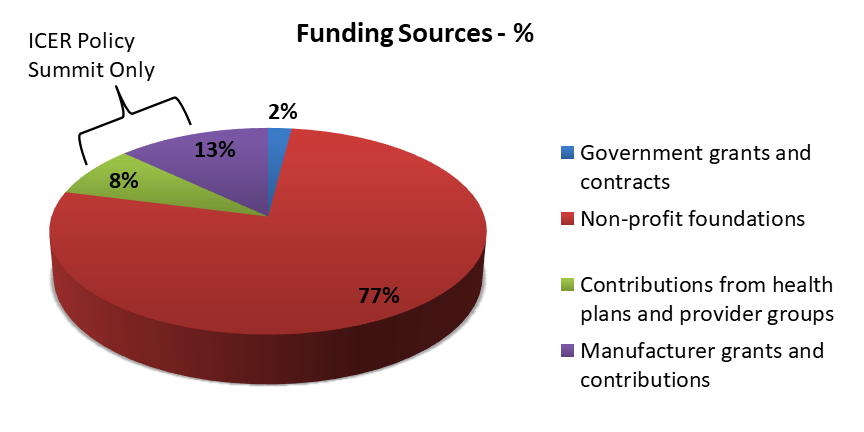 Funding Sources - %
ICER Policy
Summit Only
2%
13%
8%
77%
Government grants and
contracts
Non-profit foundations
Contributions from health
plans and provider groups
Manufacturer grants and
contributions